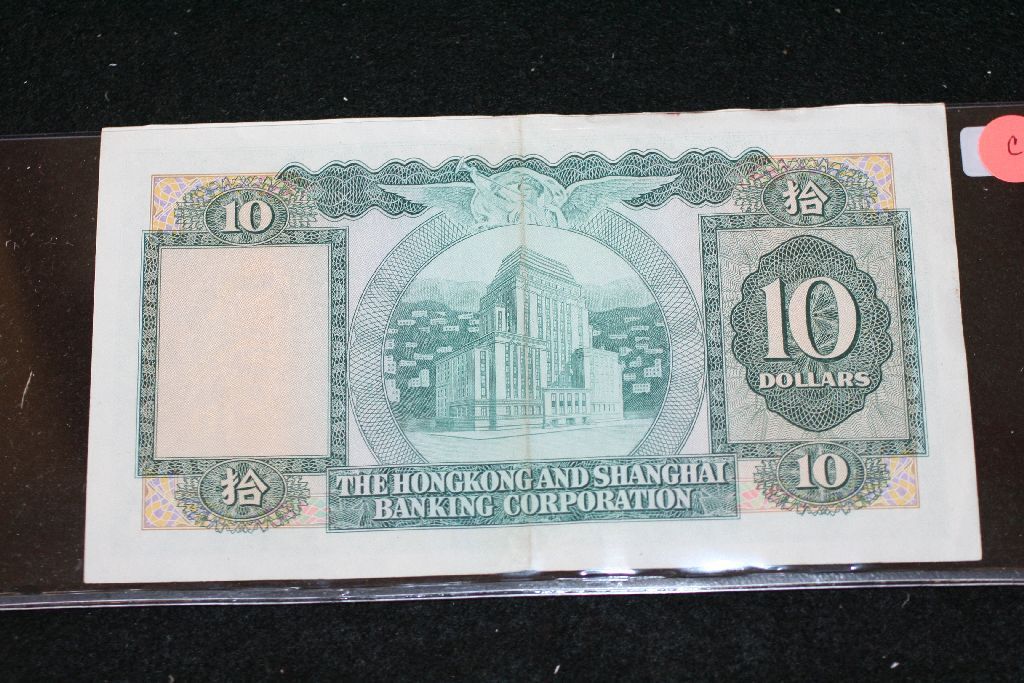 10
拾
C
10
DOLLARS
拾
10
THE HONGKONG AND SHANGHAI
BANKING CORPORATION